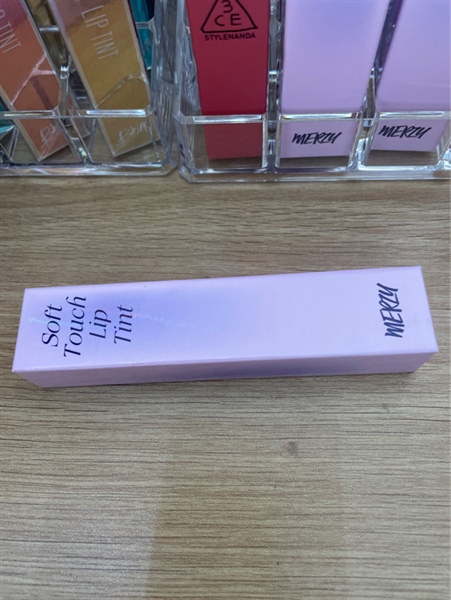 LIP TINT
3CE
STYLENANDA
MERZY
MERZY
Soft
Touch
Lip
Tint
MERZY